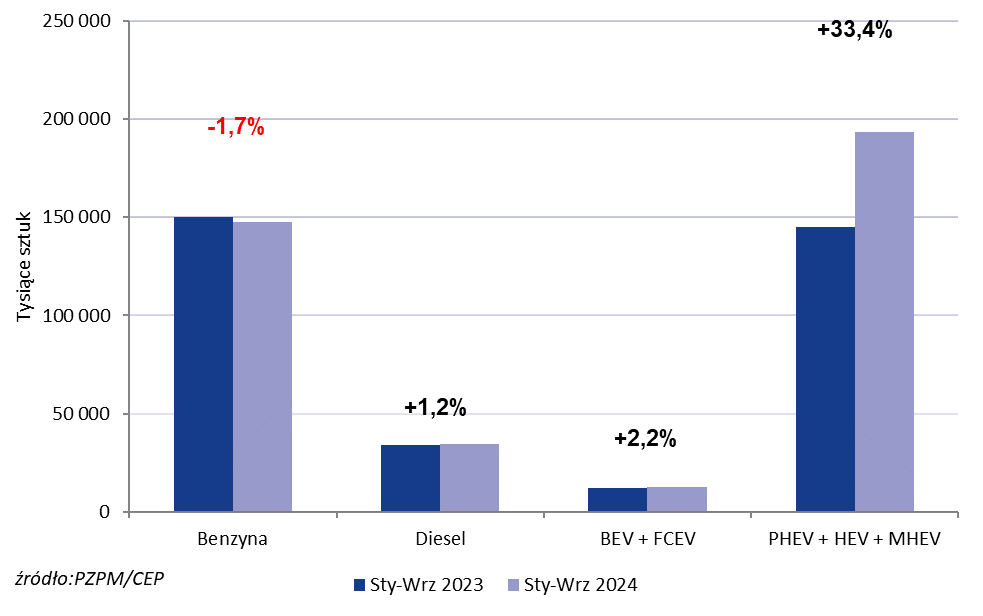 250 000
200 000
150 000
100 000
50 000
0
Tysiące sztuk
-1,7%
+1,2%
+2,2%
+33,4%
Benzyna
Diesel
BEV + FCEV
PHEV + HEV + MHEV
źródło:PZPM/CEP
Sty-Wrz 2023
Sty-Wrz 2024